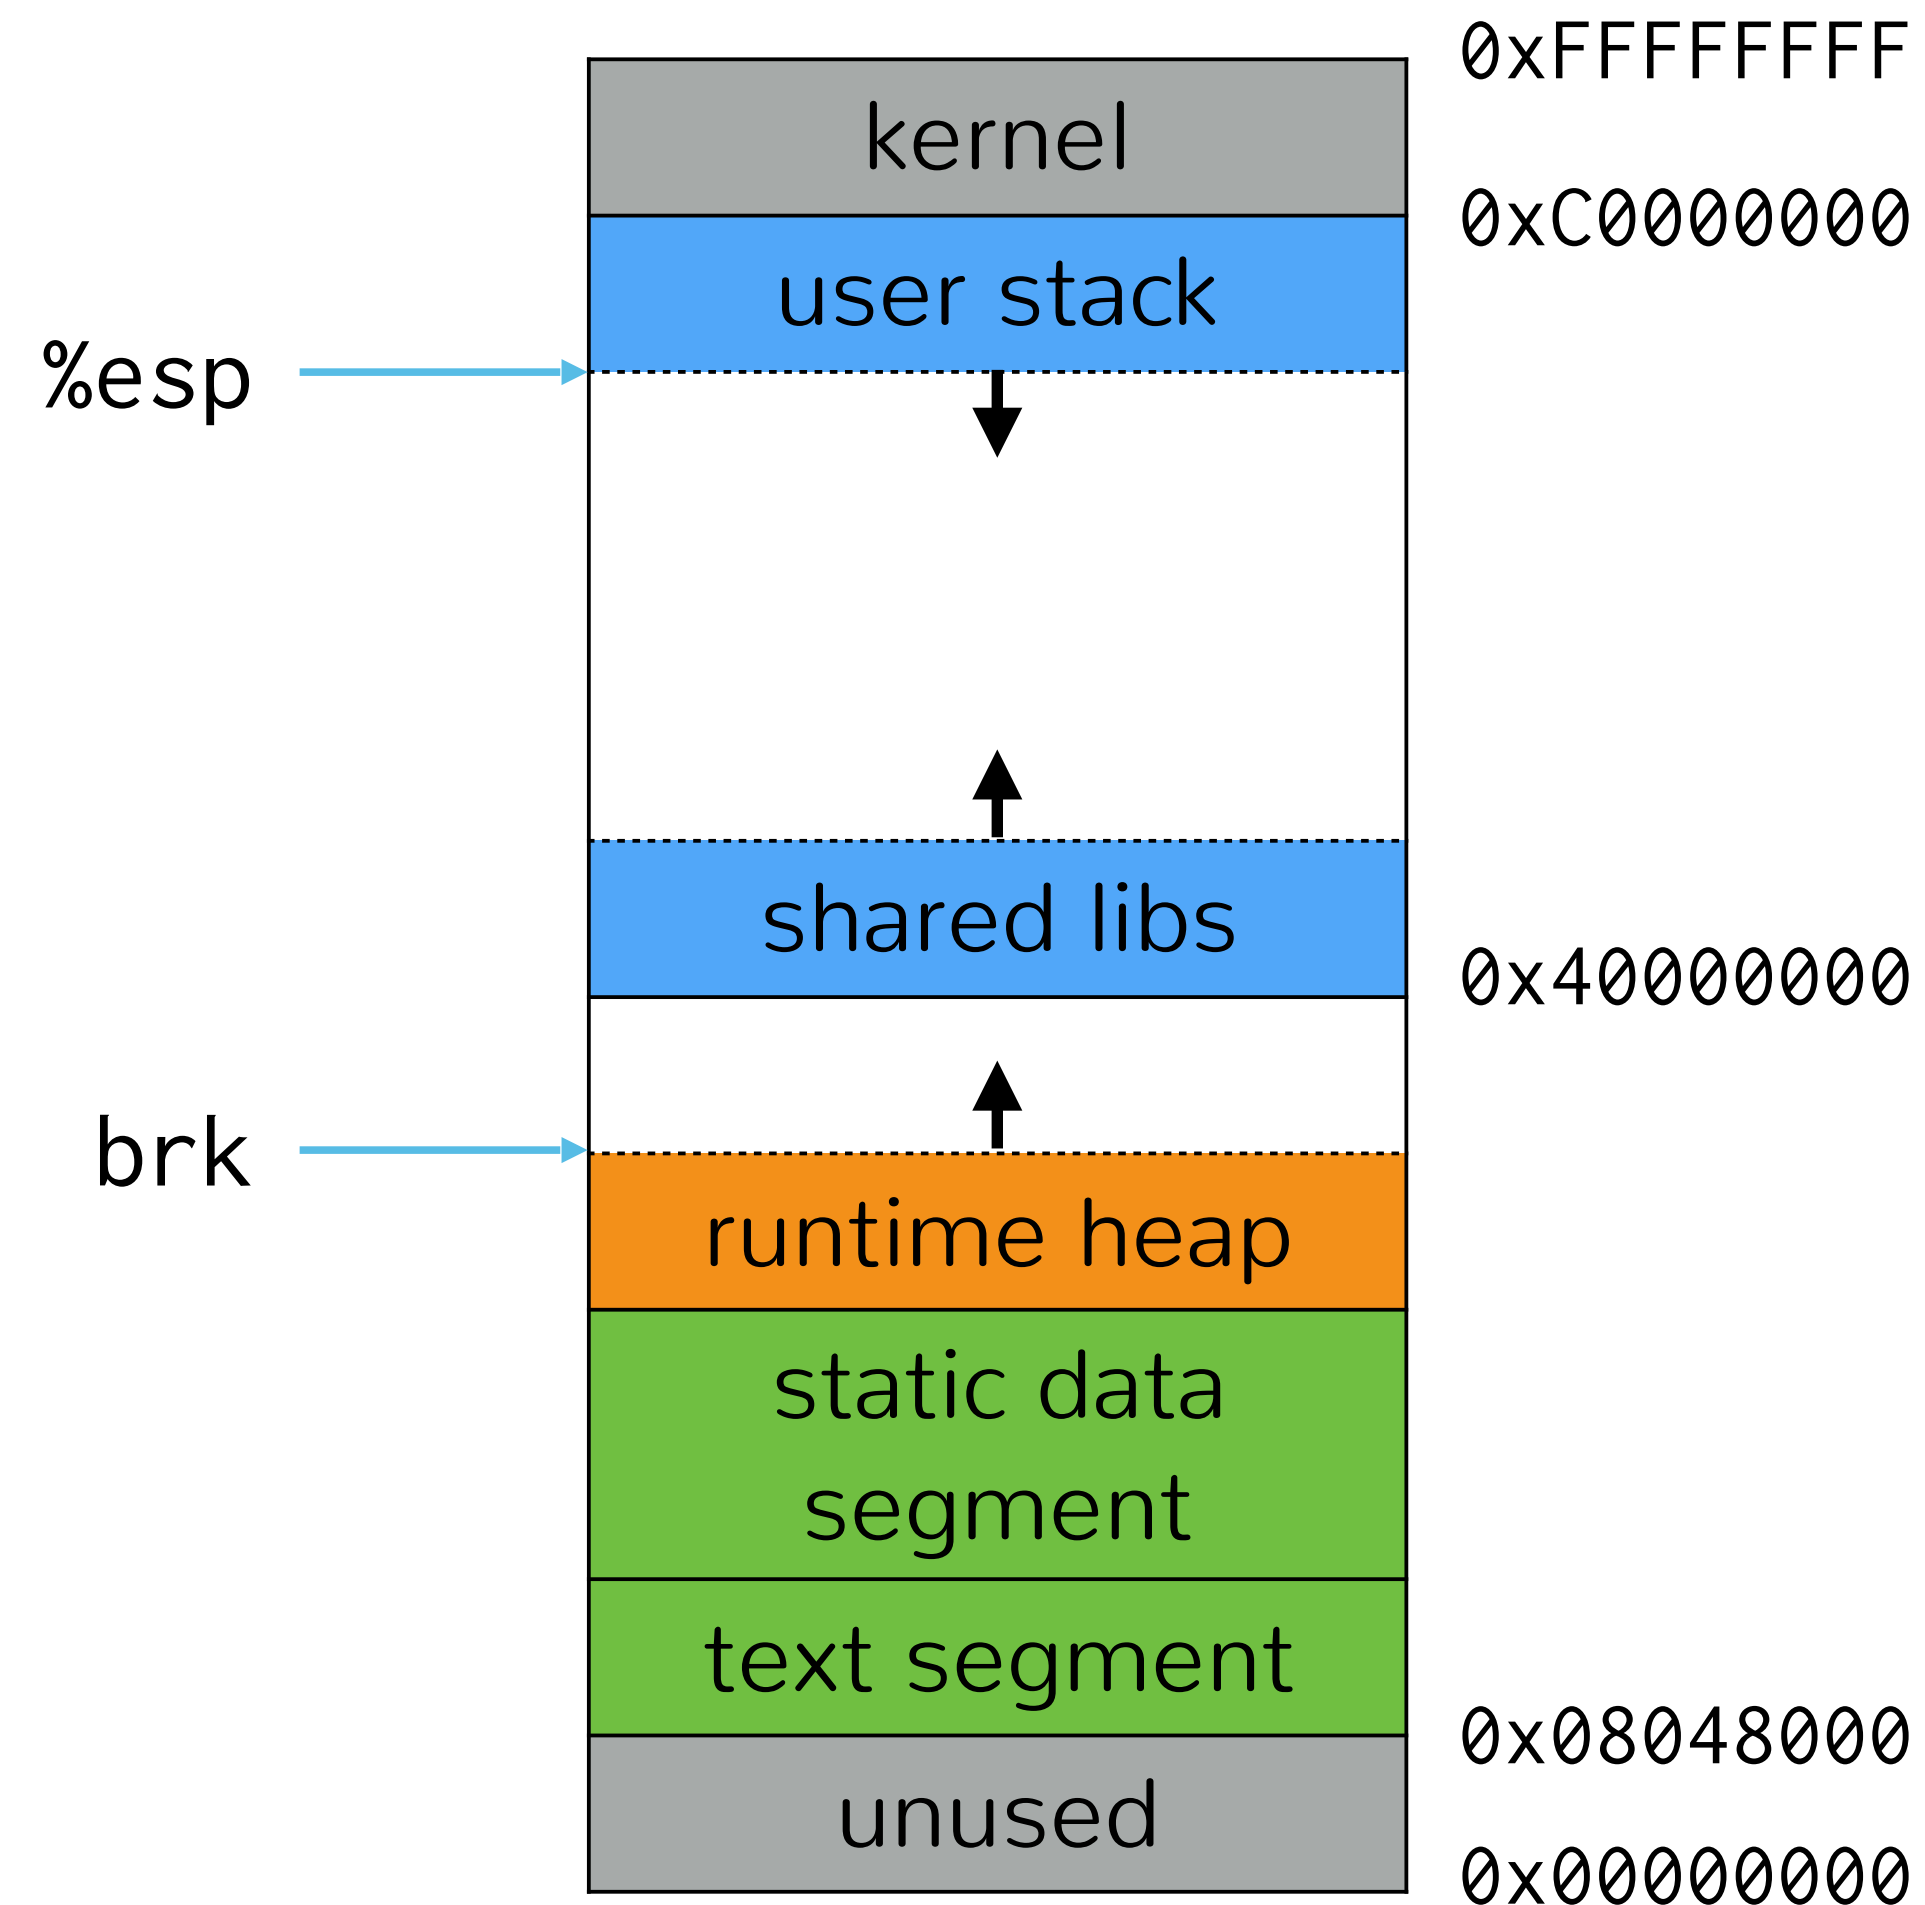 0xFFFFFFFF
kernel
0xC0000000
user stack
%esp
shared libs
0x40000000
brk
runtime heap
static data
segment
text segment
0x08048000
unused
0x00000000